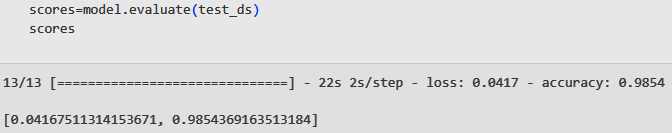 scores=model.evaluate(test_ds)
scores
13/13 [==============================] - 22s 2s/step - loss: 0.0417 - accuracy: 0.9854
[0.04167511314153671, 0.9854369163513184]